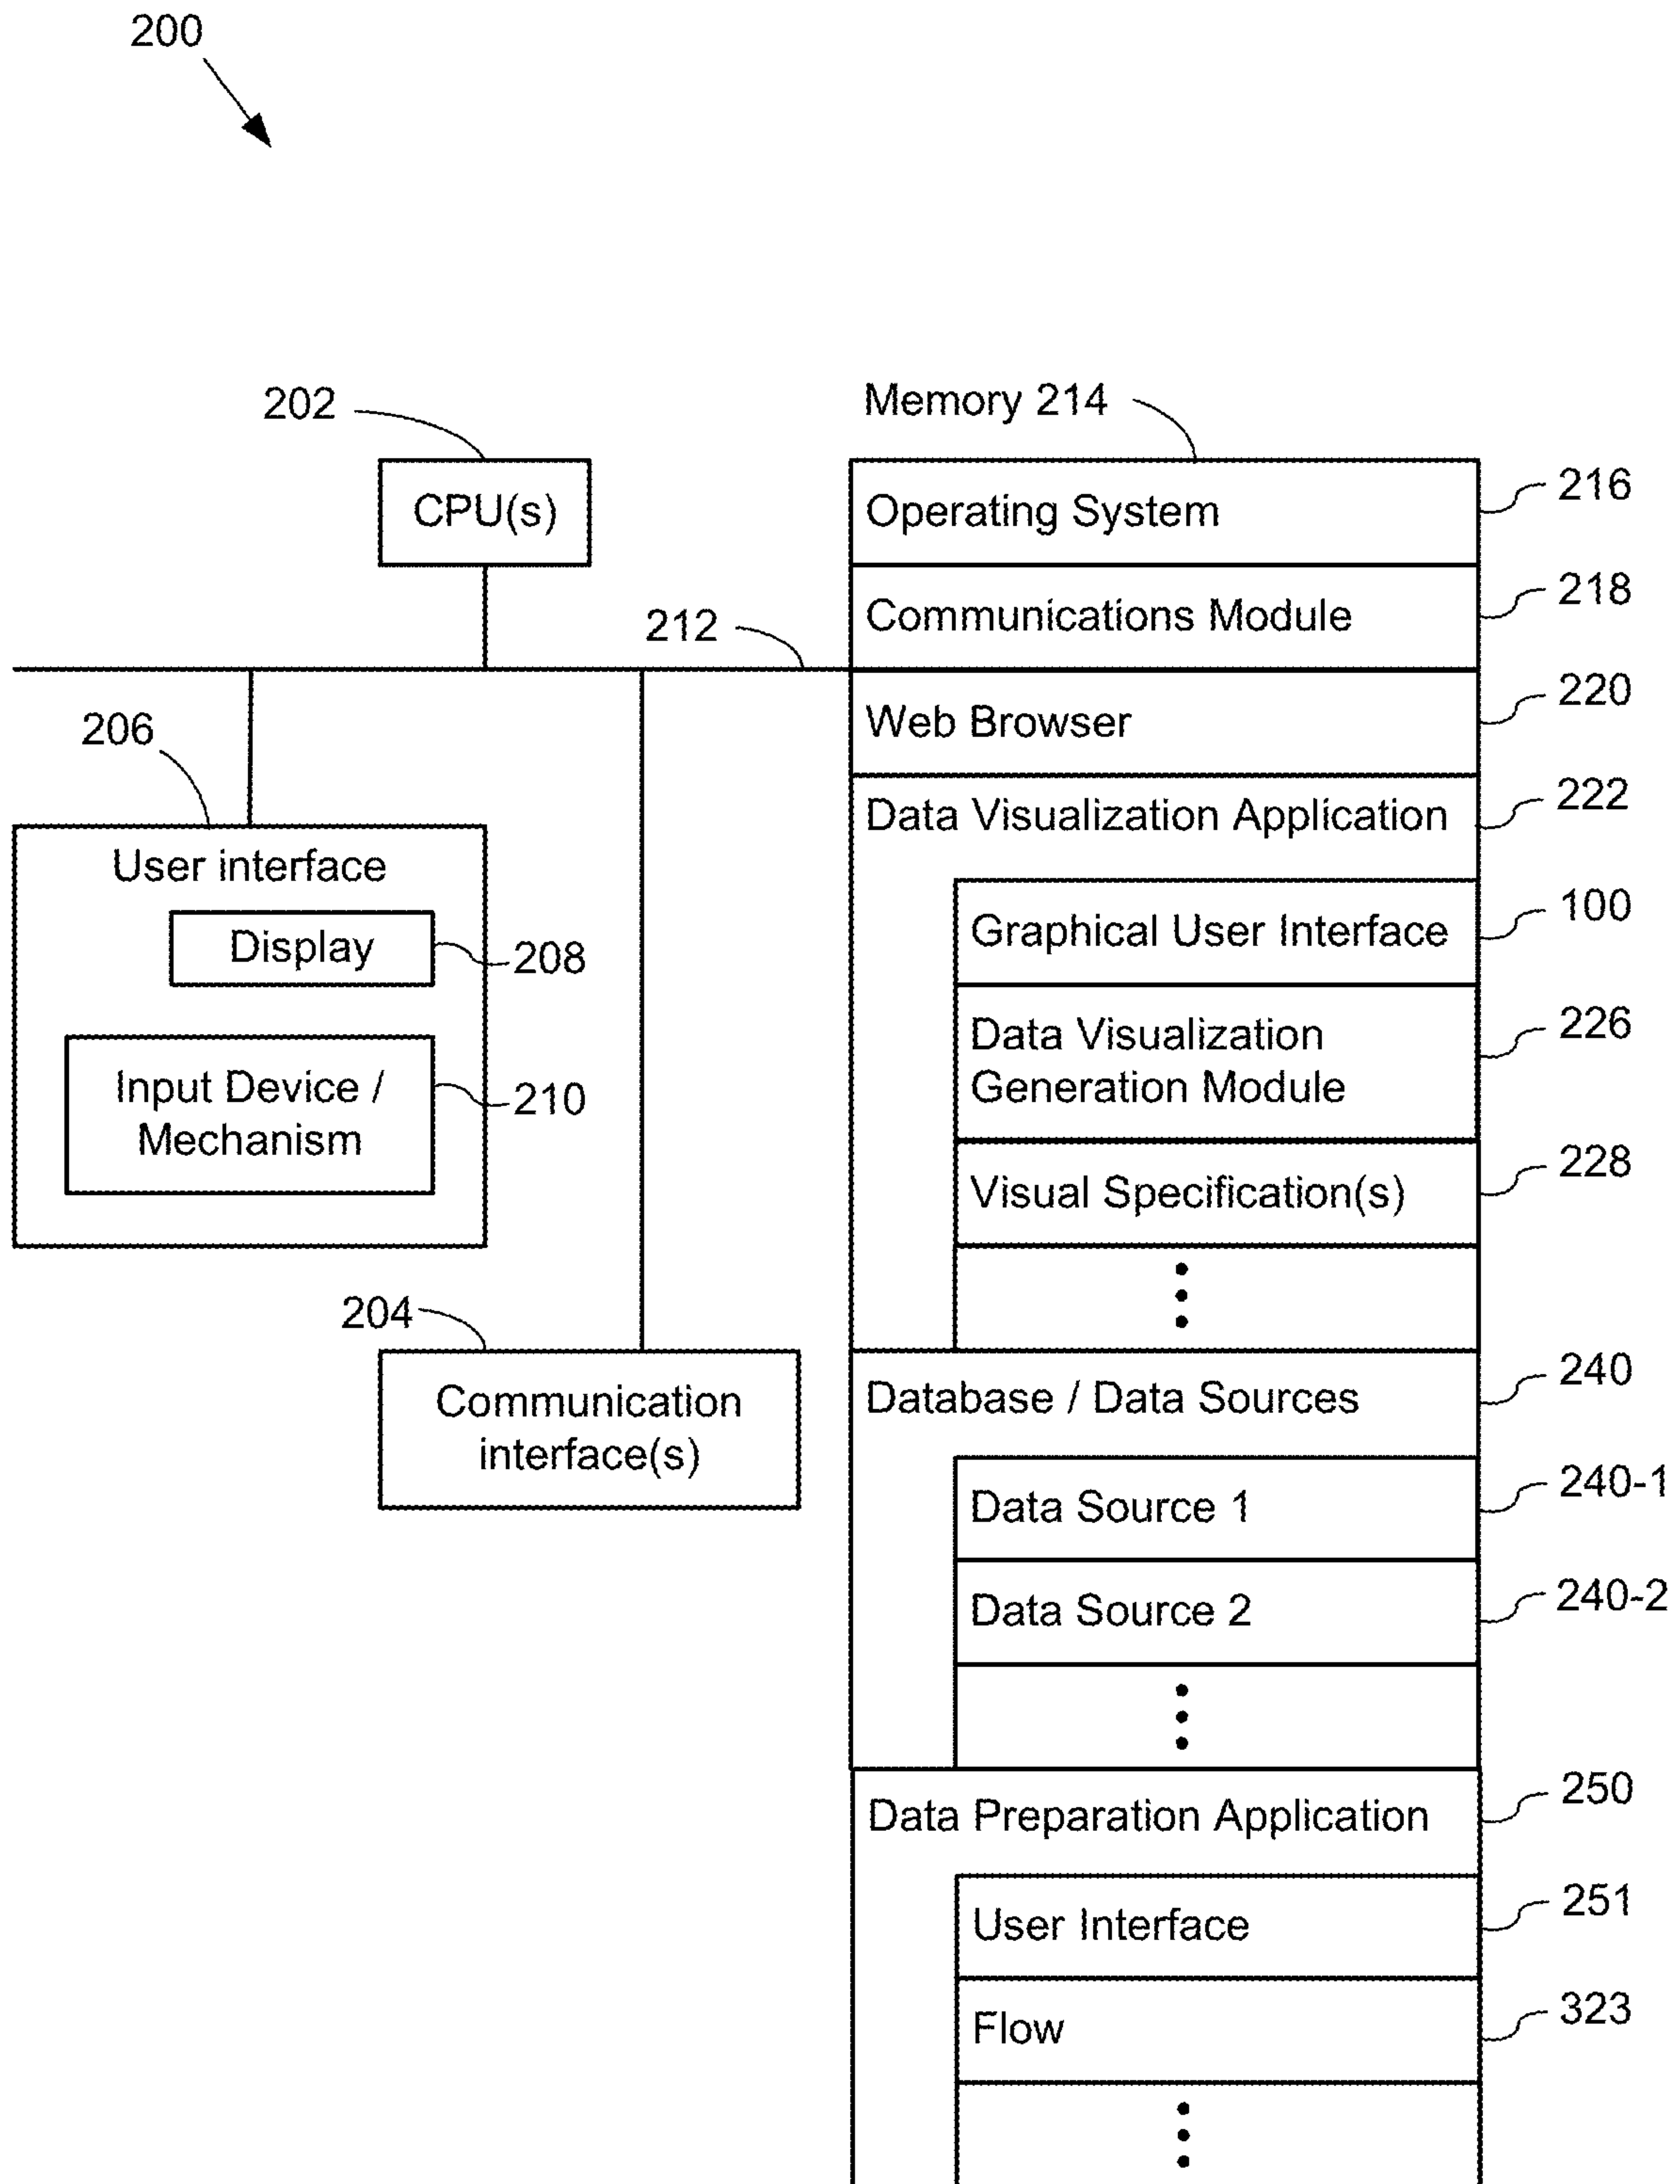 200
202
CPU(s)
212
206
User interface
Display
208
Input Device /
Mechanism
210
204
Communication
interface(s)
Memory 214
Operating System
216
Communications Module
218
Web Browser
220
Data Visualization Application
222
Graphical User Interface
100
Data Visualization
Generation Module
226
Visual Specification(s)
228
Database / Data Sources
240
Data Source 1
240-1
Data Source 2
240-2
Data Preparation Application
250
User Interface
251
Flow
323